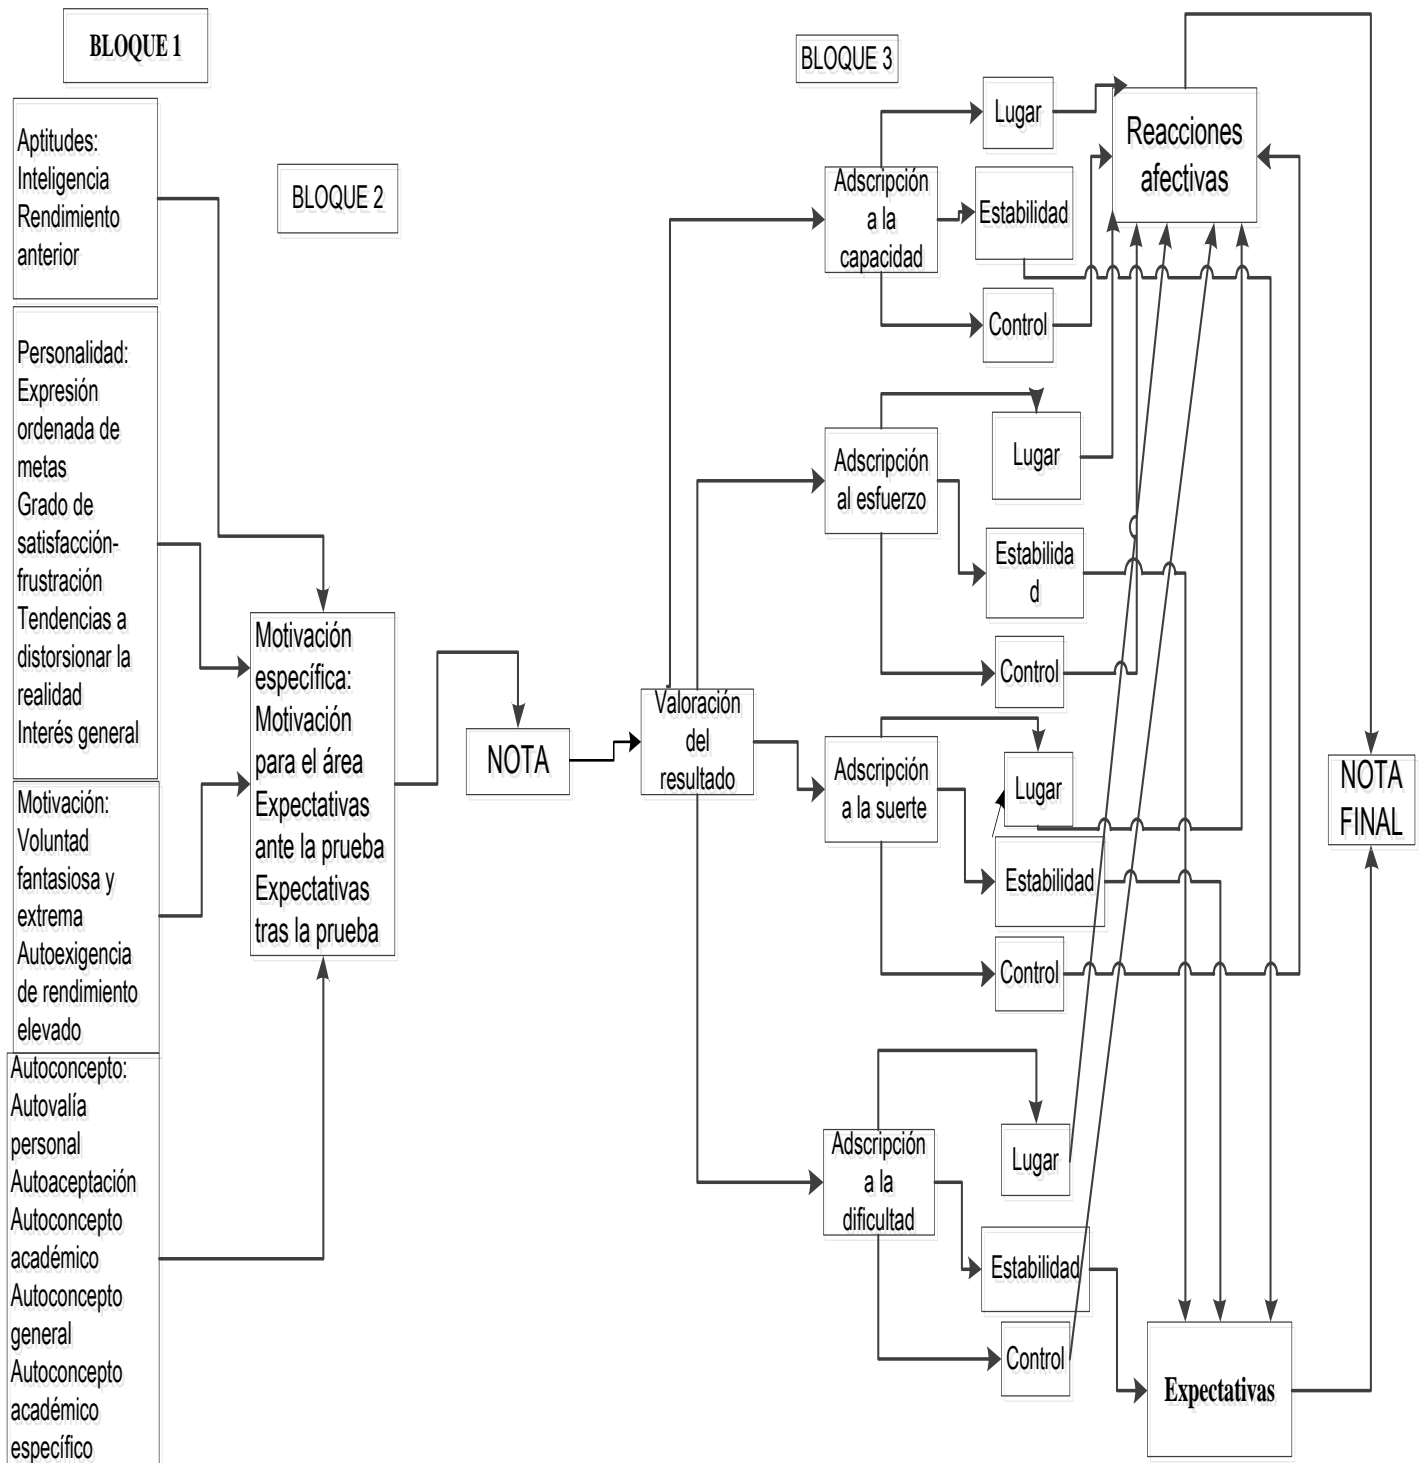 BLOQUE 1
Aptitudes:
Inteligencia
Rendimiento
anterior
Personalidad:
Expresión
ordenada de
metas
Grado de
satisfacción-
frustración
Tendencias a
distorsionar la
realidad
Interés general
Motivación:
Voluntad
fantasiosa y
extrema
Autoexigencia
de rendimiento
elevado
Autoconcepto:
Autovalía
personal
Autoaceptación
Autoconcepto
académico
Autoconcepto
general
Autoconcepto
académico
específico
BLOQUE 2
Motivación
específica:
Motivación
para el área
Expectativas
ante la prueba
Expectativas
tras la prueba
NOTA
BLOQUE 3
Valoración
del
resultado
Adscripción
a la
capacidad
Lugar
Estabilidad
Control
Adscripción
al esfuerzo
Lugar
Estabilida
d
Control
Adscripción
a la suerte
Lugar
Estabilidad
Control
Adscripción
a la
dificultad
Lugar
Estabilidad
Control
Reacciones
afectivas
Expectativas
NOTA
FINAL